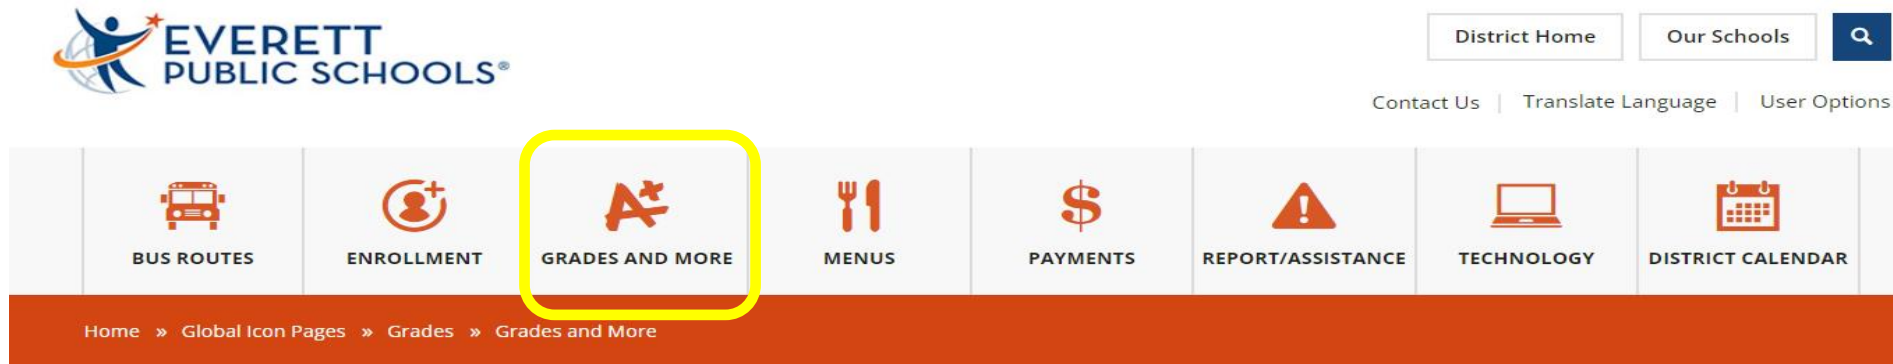 EVERETT
PUBLIC SCHOOLS®
District Home
Our Schools
Contact Us | Translate Language | User Options
A+
$
!
BUS ROUTES
ENROLLMENT
GRADES AND MORE
MENUS
PAYMENTS
REPORT/ASSISTANCE
TECHNOLOGY
DISTRICT CALENDAR
Home » Global Icon Pages » Grades » Grades and More